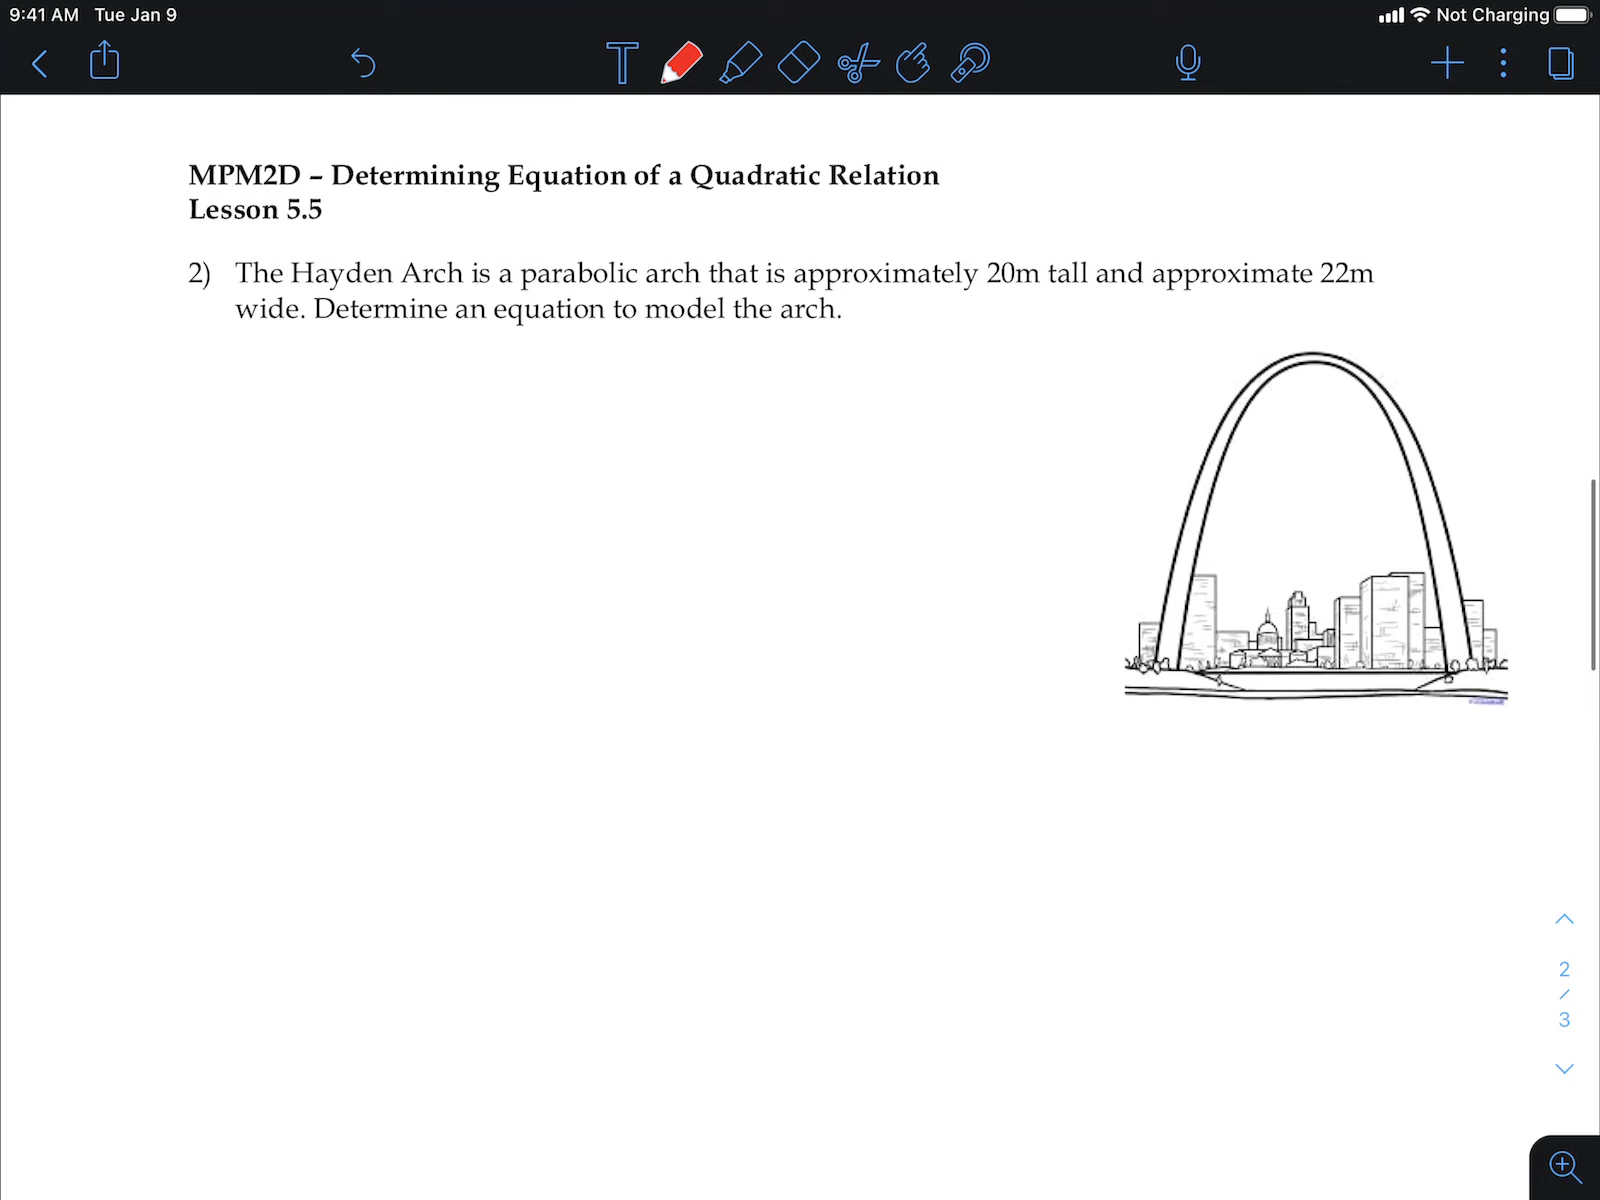 9:41 AM Tue Jan 9
Not Charging
T
MPM2D – Determining Equation of a Quadratic Relation
Lesson 5.5
2) The Hayden Arch is a parabolic arch that is approximately 20m tall and approximate 22m
wide. Determine an equation to model the arch.
2
/
3